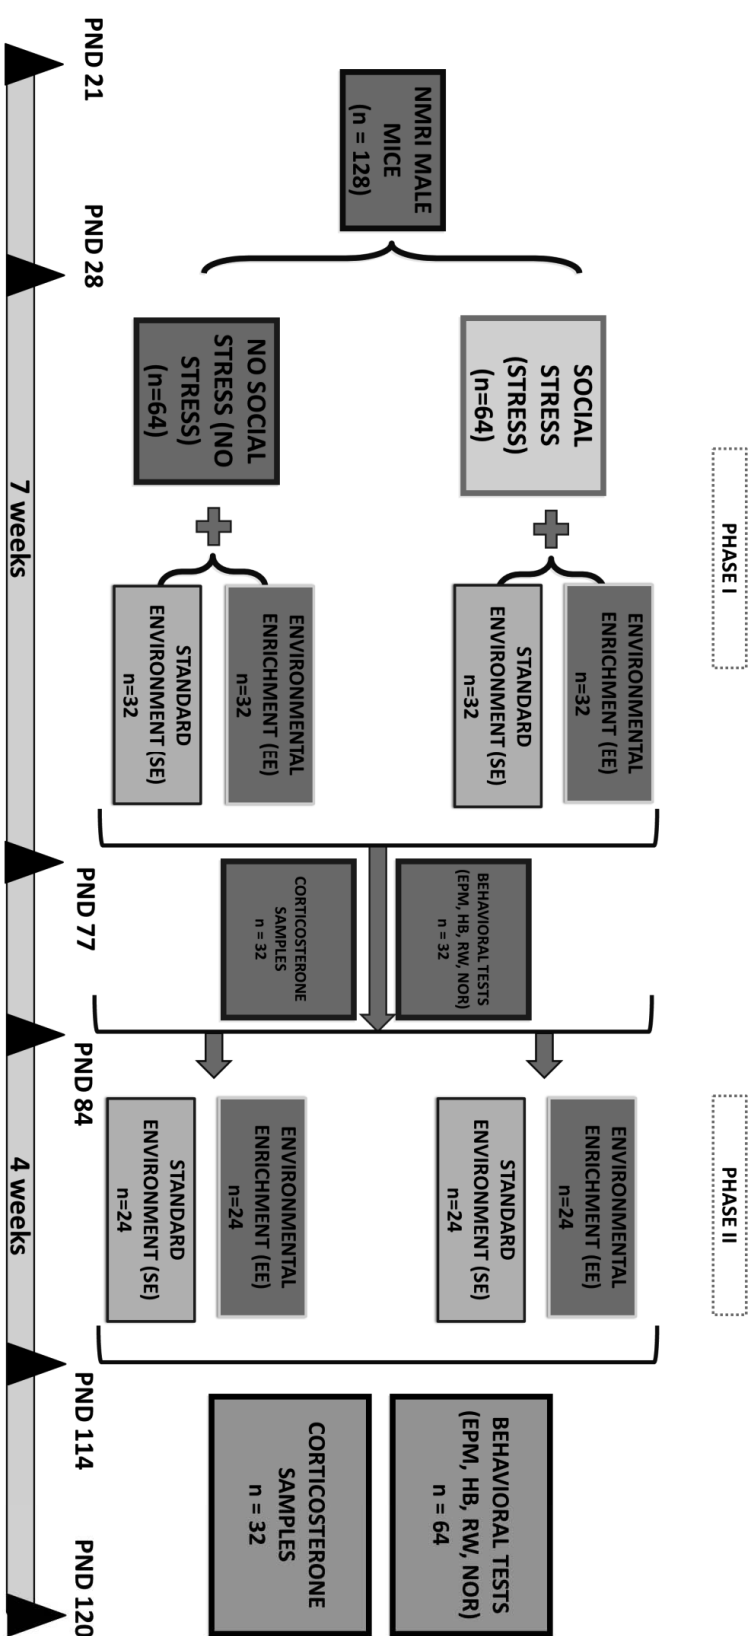 PHASE I
PHASE II
NMRI MALE
MICE
(n = 128)
SOCIAL
STRESS
(STRESS)
(n=64)
ENVIRONMENTAL
ENRICHMENT (EE)
n=32
STANDARD
ENVIRONMENT (SE)
n=32
NO SOCIAL
STRESS (NO
STRESS)
(n=64)
ENVIRONMENTAL
ENRICHMENT (EE)
n=32
STANDARD
ENVIRONMENT (SE)
n=32
BEHAVIORAL TESTS
(EPM, HB, RW, NOR)
n = 32
CORTICOSTERONE
SAMPLES
n = 32
ENVIRONMENTAL
ENRICHMENT (EE)
n=24
STANDARD
ENVIRONMENT (SE)
n=24
ENVIRONMENTAL
ENRICHMENT (EE)
n=24
STANDARD
ENVIRONMENT (SE)
n=24
BEHAVIORAL TESTS
(EPM, HB, RW, NOR)
n = 64
CORTICOSTERONE
SAMPLES
n = 32
PND 21
PND 28
PND 77
PND 84
PND 114
PND 120
7 weeks
4 weeks